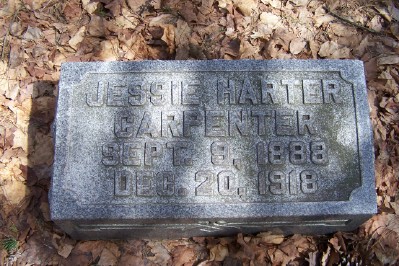 JESSIE HARTER
CARPENTER
SEPT. 9, 1888
DEC. 20, 1918